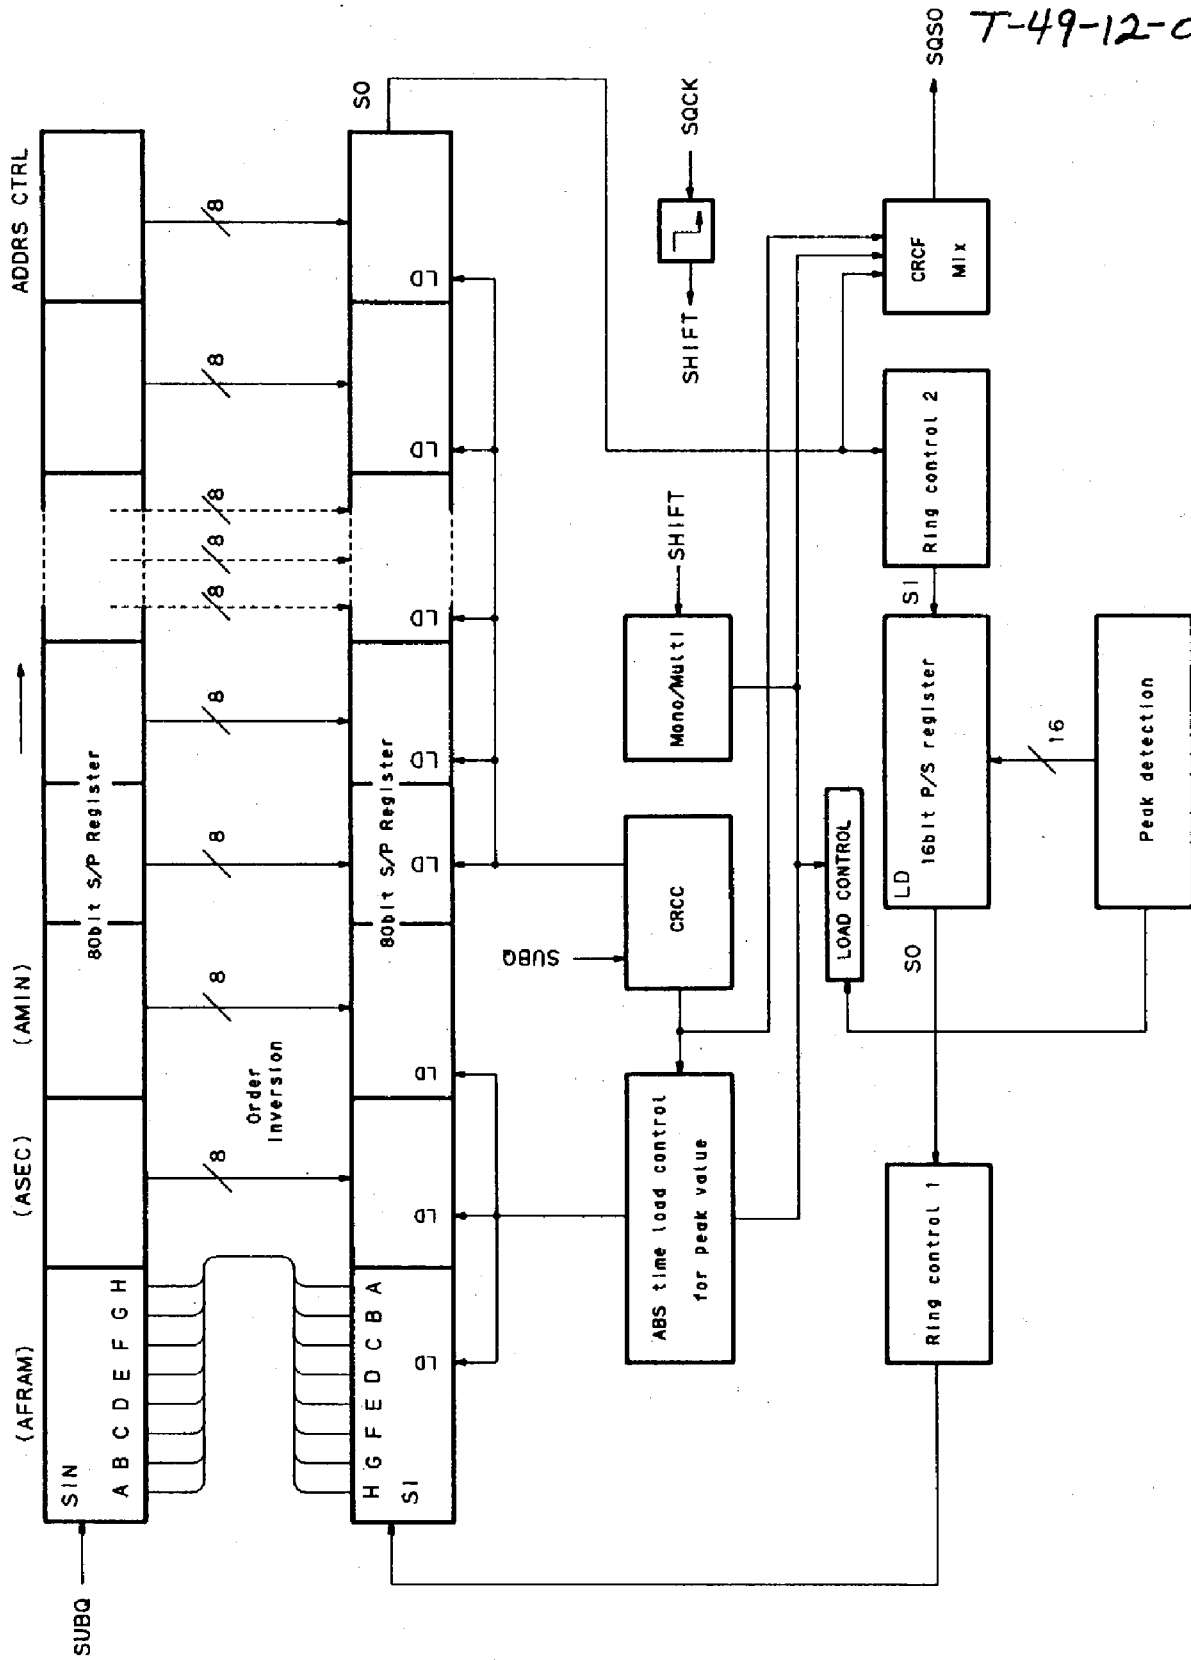 T-49-12-0
ADDRS CTRL
(AMIN)
(ASEC)
(AFRAM)
SUBQ
SIN
A B C D E F G H
80bit S/P Register
8
8
8
8
8
8
8
8
8
Order
Inversion
H G F E D C B A
SI
80bit S/P Register
LD
LD
LD
LD
LD
LD
LD
LD
SO
SUBQ
CRCC
ABS time load control
for peak value
Mono/Multi
SHIFT
SHIFT
SQCK
LOAD CONTROL
Ring control 1
SO
LD
16bit P/S register
SI
Ring control 2
CRCF
MIX
SQSO
16
Peak detection